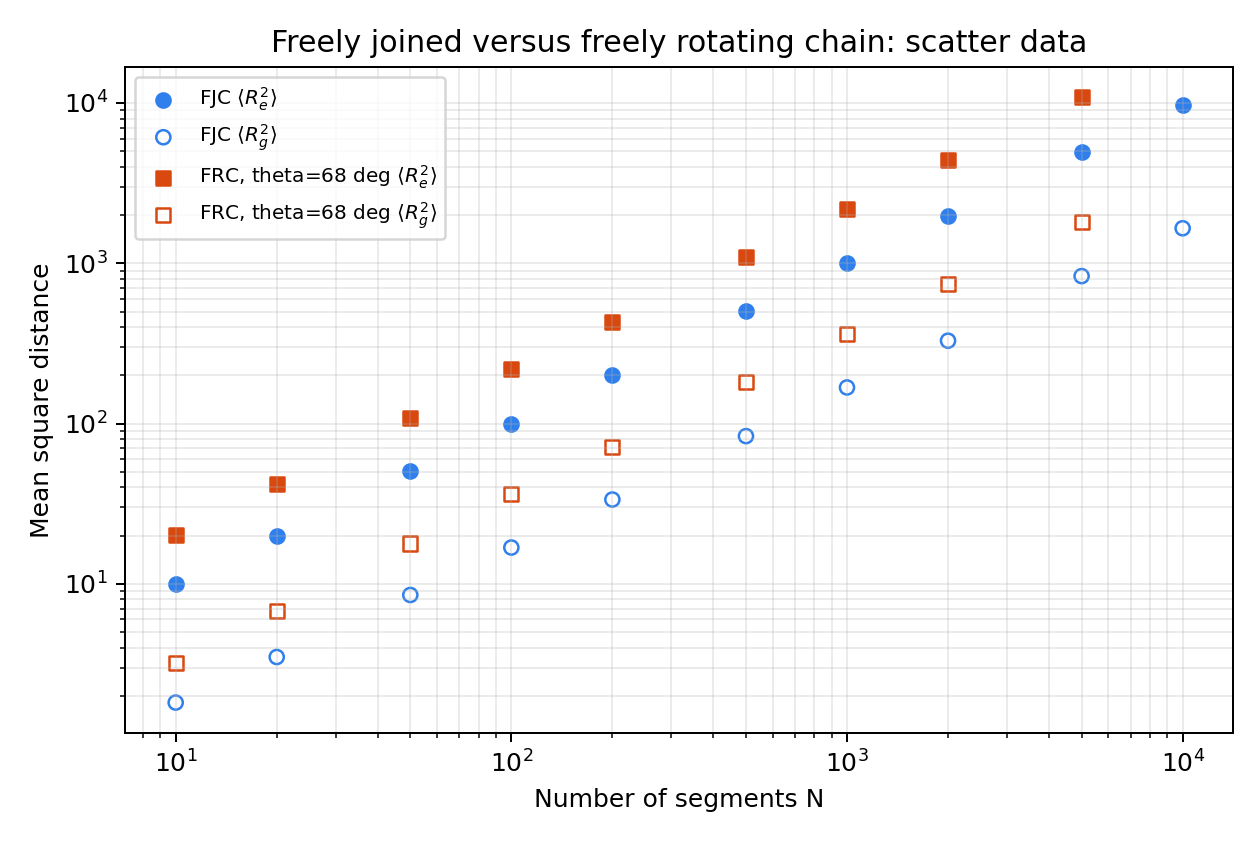 Freely joined versus freely rotating chain: scatter data
FJC ⟨R_e^2⟩
FJC ⟨R_g^2⟩
FRC, theta=68 deg ⟨R_e^2⟩
FRC, theta=68 deg ⟨R_g^2⟩
10^4
10^3
10^2
10^1
Mean square distance
10^1 10^2 10^3 10^4
Number of segments N